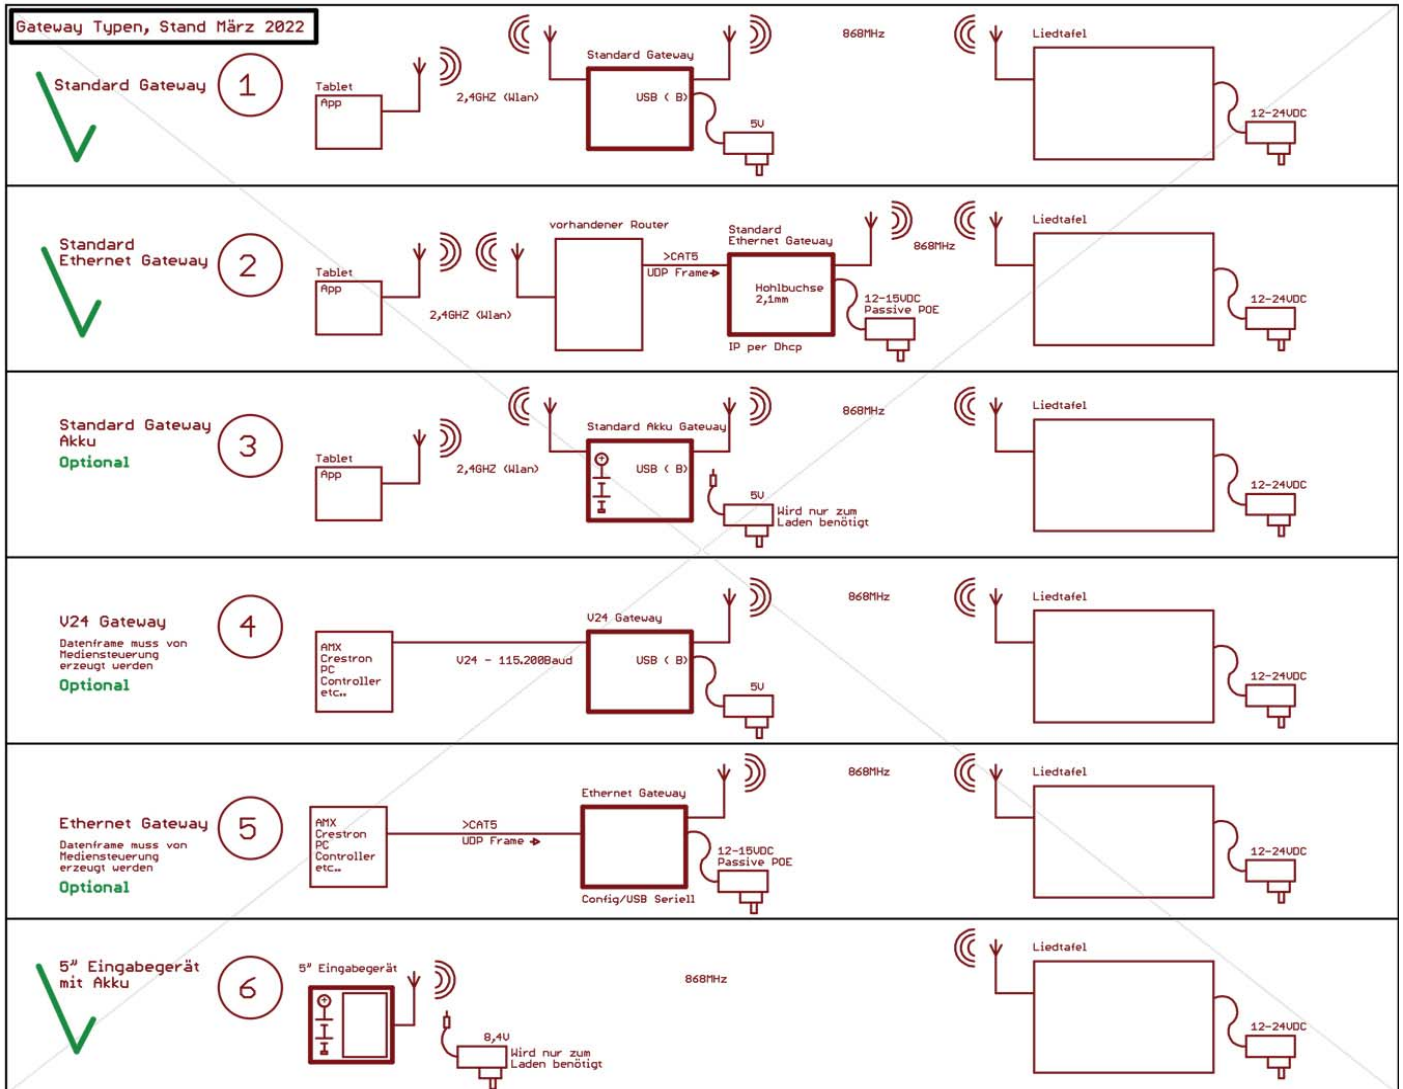 Gateway Typen, Stand März 2022
Standard Gateway
1
Tablet
App
2,4GHZ (Wlan)
Standard Gateway
USB ( B)
5V
868MHz
Liedtafel
12-24VDC
Standard
Ethernet Gateway
2
Tablet
App
2,4GHZ (Wlan)
vorhandener Router
>CAT5
UDP Frame
Standard
Ethernet Gateway
Hohlbuchse
2,1mm
IP per Dhcp
12-15VDC
Passive POE
868MHz
Liedtafel
12-24VDC
Standard Gateway
Akku
Optional
3
Tablet
App
2,4GHZ (Wlan)
Standard Akku Gateway
USB ( B)
5V
Wird nur zum
Laden benötigt
868MHz
Liedtafel
12-24VDC
V24 Gateway
Datenframe muss von
Mediensteuerung
erzeugt werden
Optional
4
AMX
Crestron
PC
Controller
etc..
V24 - 115.200Baud
V24 Gateway
USB ( B)
5V
868MHz
Liedtafel
12-24VDC
Ethernet Gateway
Datenframe muss von
Mediensteuerung
erzeugt werden
Optional
5
AMX
Crestron
PC
Controller
etc..
>CAT5
UDP Frame
Ethernet Gateway
Config/USB Seriell
12-15VDC
Passive POE
868MHz
Liedtafel
12-24VDC
5" Eingabegerät
mit Akku
6
5" Eingabegerät
8,4V
Wird nur zum
Laden benötigt
868MHz
Liedtafel
12-24VDC